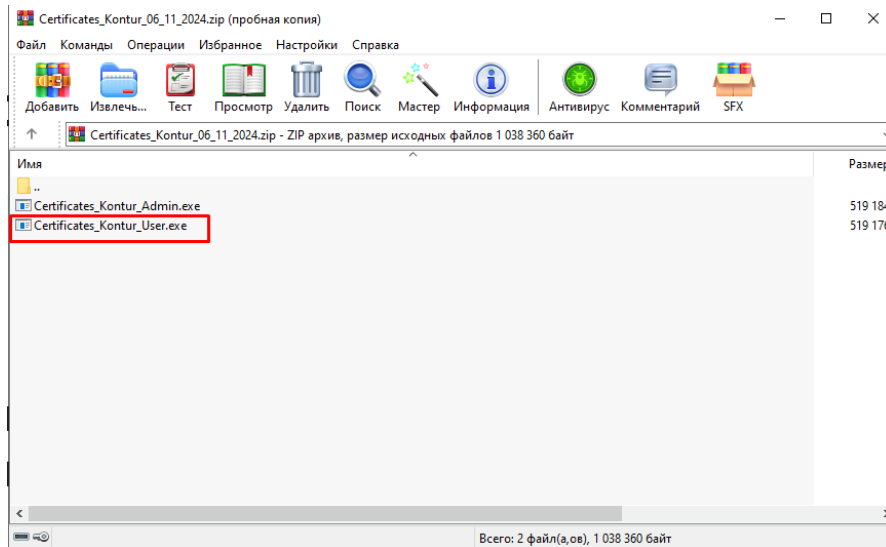 Certificates_Kontur_06_11_2024.zip (пробная копия)
Файл Команды Операции Избранное Настройки Справка
Добавить Извлечь... Тест Просмотр Удалить Поиск Мастер Информация Антивирус Комментарий SFX
Certificates_Kontur_06_11_2024.zip - ZIP архив, размер исходных файлов 1 038 360 байт
Имя Размер
..
Certificates_Kontur_Admin.exe 519 184
Certificates_Kontur_User.exe 519 176
Всего: 2 файл(а,ов), 1 038 360 байт